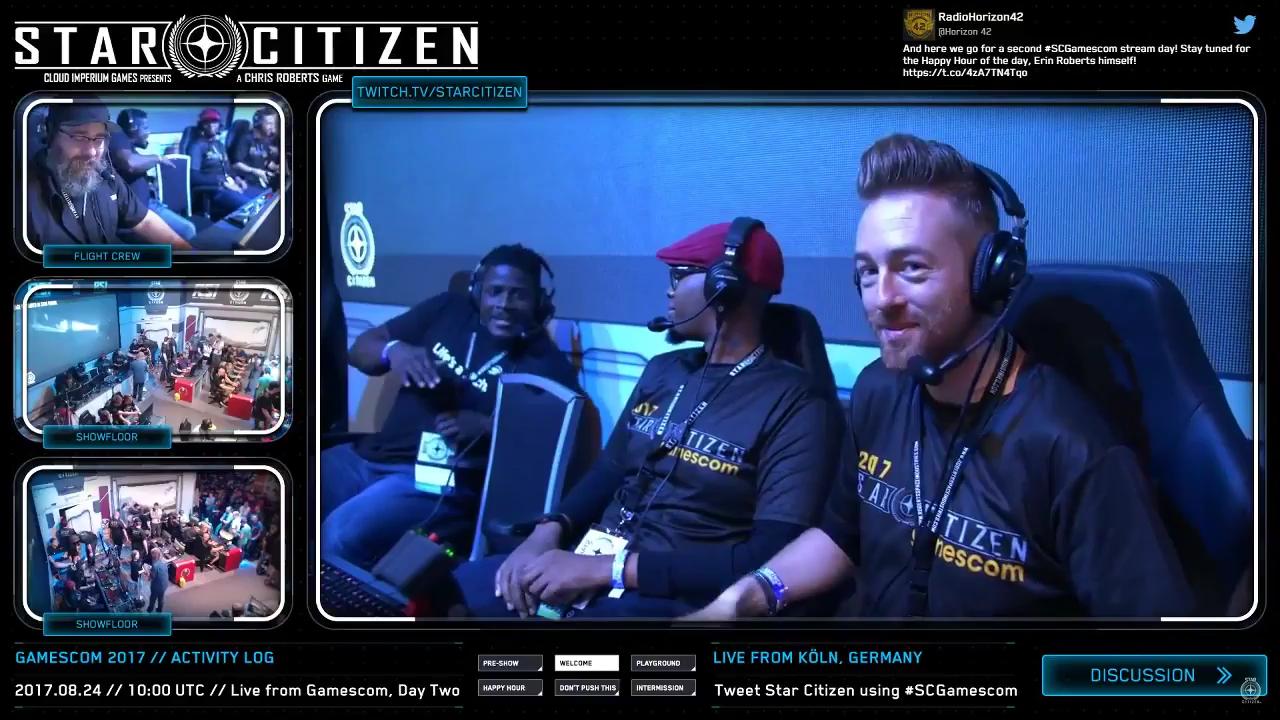 STAR CITIZEN
CLOUD IMPERIUM GAMES PRESENTS
A CHRIS ROBERTS GAME
RadioHorizon42
@Horizon 42
And here we go for a second #SCGamescom stream day! Stay tuned for
the Happy Hour of the day, Erin Roberts himself!
https://t.co/4zA7TN4Tqo
TWITCH.TV/STARCITIZEN
FLIGHT CREW
SHOWFLOOR
SHOWFLOOR
STAR
CITIZEN
Life's a
CITIZEN
gamescom
2017
STAR CITIZEN
gamescom
GAMESCOM 2017 // ACTIVITY LOG
2017.08.24 // 10:00 UTC // Live from Gamescom, Day Two
PRE-SHOW
WELCOME
PLAYGROUND
HAPPY HOUR
DON'T PUSH THIS
INTERMISSION
LIVE FROM KÖLN, GERMANY
Tweet Star Citizen using #SCGamescom
DISCUSSION